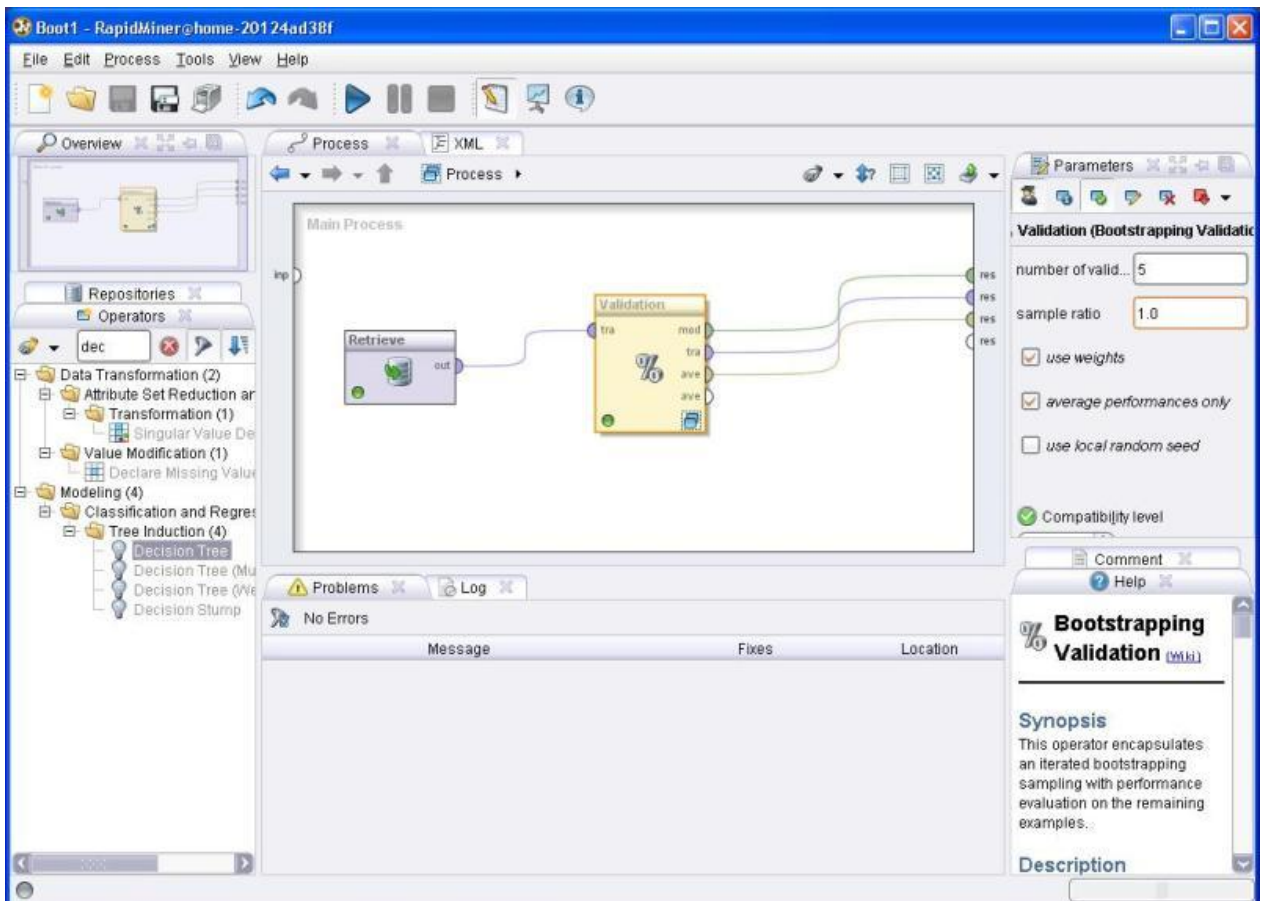 Boot1 - RapidMiner@home-20124ad38f
File Edit Process Tools View Help
Overview
Repositories
Operators
dec
Data Transformation (2)
Attribute Set Reduction ar
Transformation (1)
Singular Value De
Value Modification (1)
Declare Missing Value
Modeling (4)
Classification and Regres
Tree Induction (4)
Decision Tree
Decision Tree (Mu
Decision Tree (We
Decision Stump
Process
XML
Process
Main Process
inp
Retrieve
out
Validation
tra
mod
tra
ave
ave
res
res
res
res
Problems
Log
No Errors
Message Fixes Location
Parameters
Validation (Bootstrapping Validatio
number of valid... 5
sample ratio 1.0
use weights
average performances only
use local random seed
Compatibility level
Comment
Help
Bootstrapping
Validation (Wiki)
Synopsis
This operator encapsulates
an iterated bootstrapping
sampling with performance
evaluation on the remaining
examples.
Description